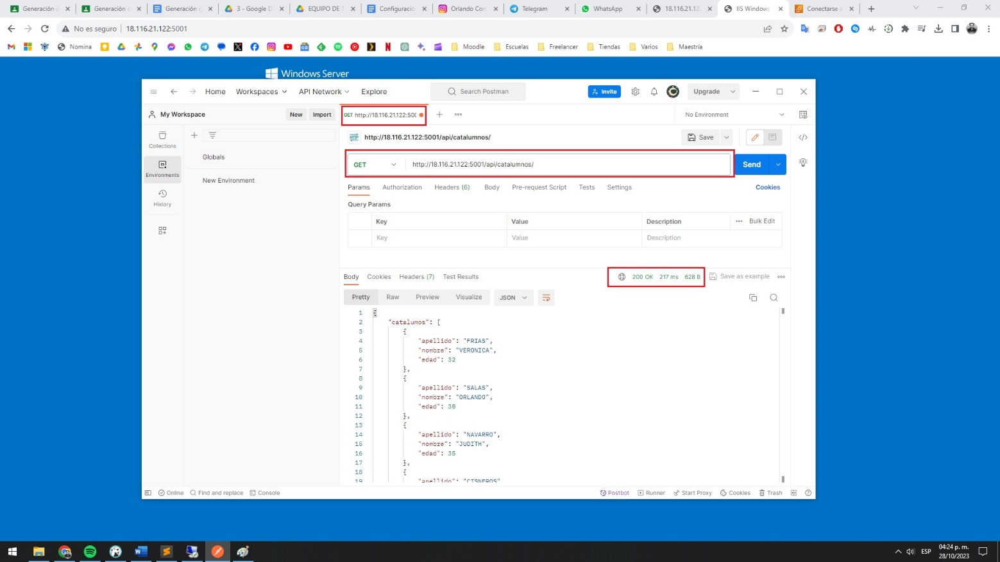 Generación d
Generación d
Generación d
3 - Google D
EQUIPO DE T
Configuració
Orlando Con
Telegram
WhatsApp
18.116.21.12
IIS Windows
Conectarse a
No es seguro
18.116.21.122:5001
Nomina
Moodle
Escuelas
Freelancer
Tiendas
Varios
Maestría
Windows Server
Home
Workspaces
API Network
Explore
Search Postman
Invite
Upgrade
My Workspace
New
Import
GET http://18.116.21.122:500
No Environment
Collections
Environments
History
Globals
New Environment
HTTP http://18.116.21.122:5001/api/catalumnos/
Save
GET
http://18.116.21.122:5001/api/catalumnos/
Send
Params
Authorization
Headers (6)
Body
Pre-request Script
Tests
Settings
Cookies
Query Params
Key
Value
Description
Bulk Edit
Key
Value
Description
Body
Cookies
Headers (7)
Test Results
200 OK
217 ms
628 B
Save as example
Pretty
Raw
Preview
Visualize
JSON
1 {
2 "catalumos": [
3 {
4 "apellido": "FRIAS",
5 "nombre": "VERONICA",
6 "edad": 32
7 },
8 {
9 "apellido": "SALAS",
10 "nombre": "ORLANDO",
11 "edad": 30
12 },
13 {
14 "apellido": "NAVARRO",
15 "nombre": "JUDITH",
16 "edad": 35
17 },
18 {
19 "apellido": "CISNEROS"
Online
Find and replace
Console
Postbot
Runner
Start Proxy
Cookies
Trash
ESP
04:24 p. m.
28/10/2023